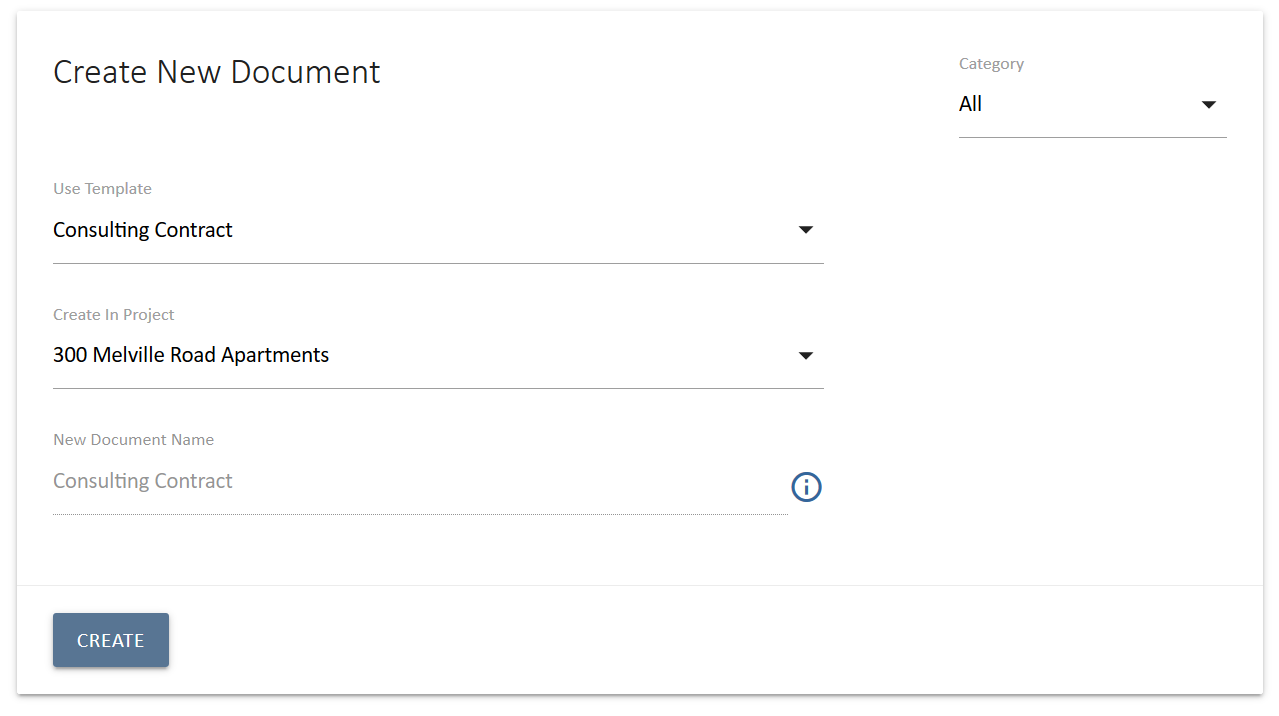 Create New Document
Category
All
Use Template
Consulting Contract
Create In Project
300 Melville Road Apartments
New Document Name
Consulting Contract
CREATE